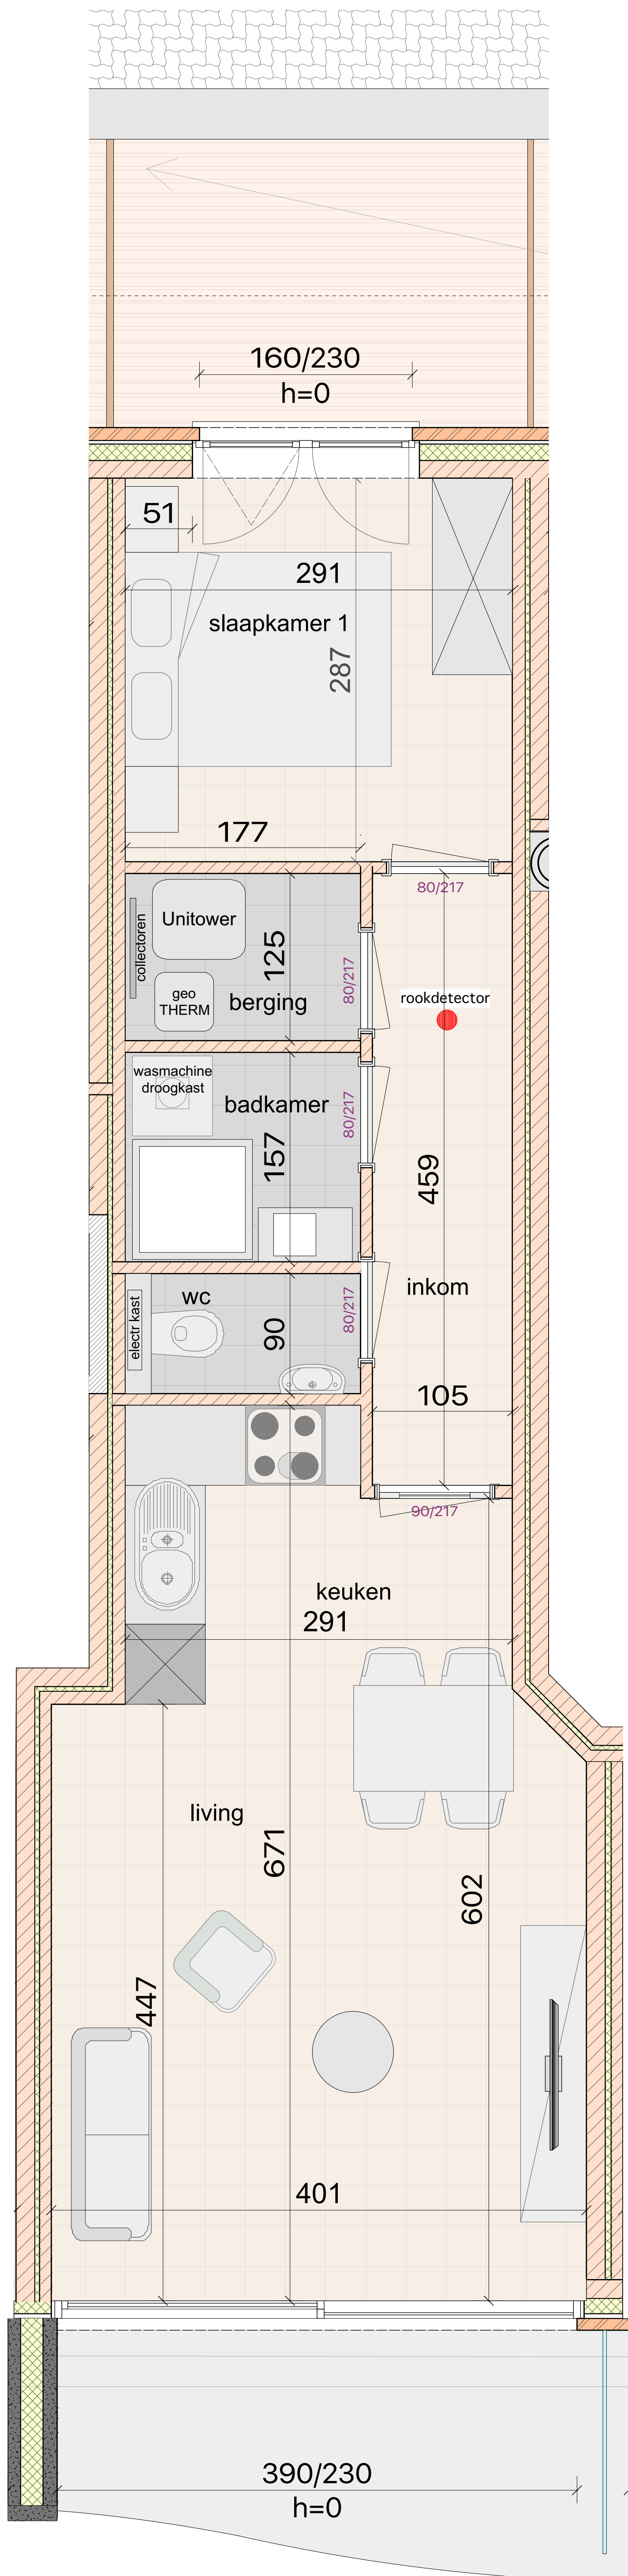 160/230
h=0
51
291
slaapkamer 1
287
177
80/217
collectoren
Unitower
geo
THERM
125
berging
80/217
rookdetector
wasmachine
droogkast
badkamer
157
80/217
459
inkom
electr kast
wc
90
80/217
105
90/217
keuken
291
living
671
602
447
401
390/230
h=0